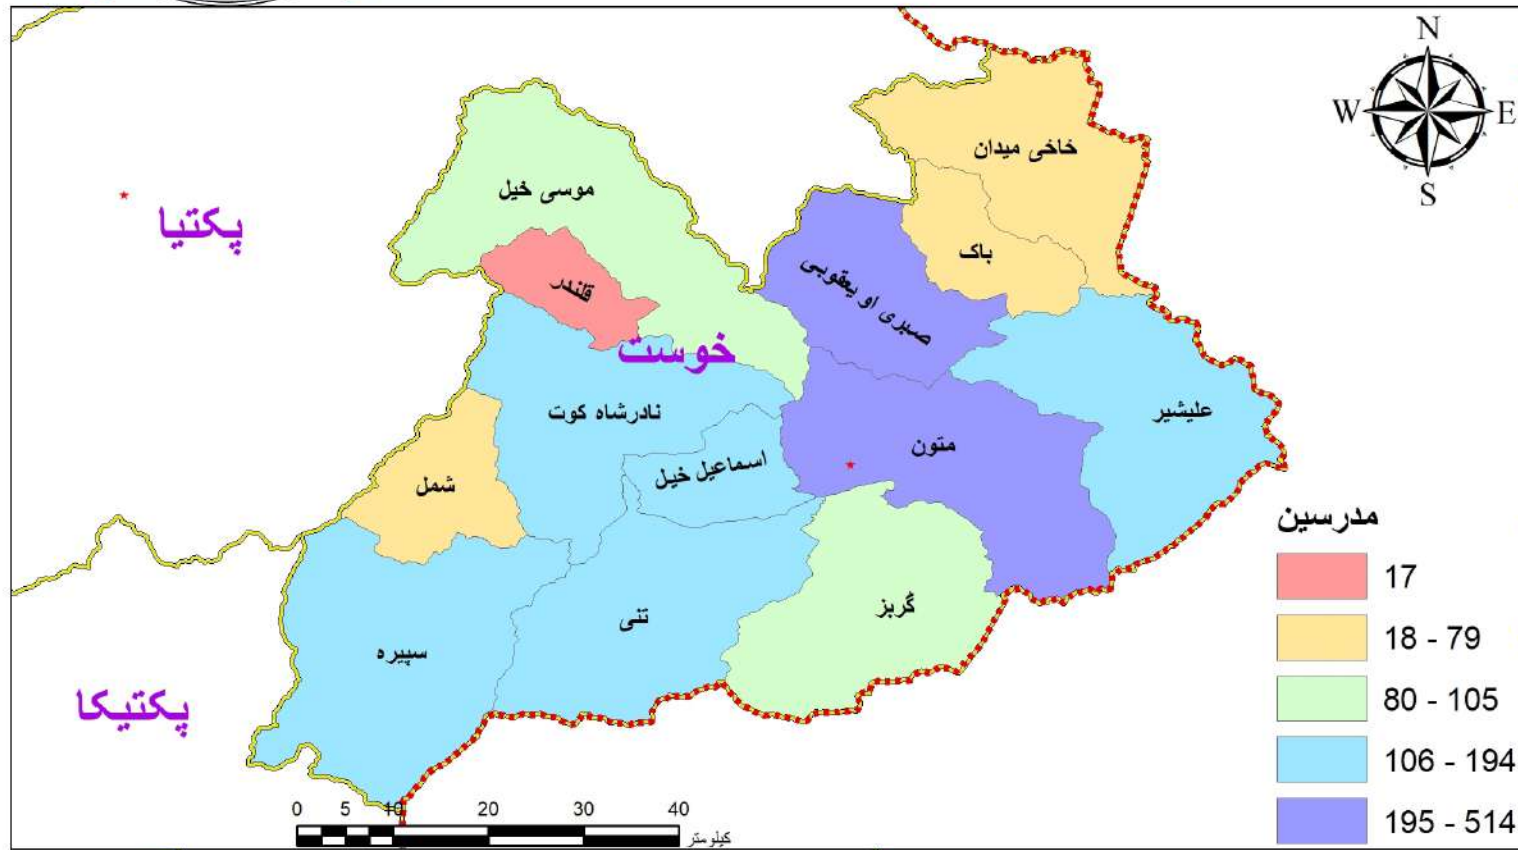 N
W E
S
خاخی میدان
موسی خیل
پکتیا
باک
صبری او یعقوبی
قلندر
خوست
نادرشاه کوت
علیشیر
متون
اسماعیل خیل
شمل
گربز
تنی
سپیره
پکتیکا
مدرسین
17
18 - 79
80 - 105
106 - 194
195 - 514
0 5 10 20 30 40
کیلومتر